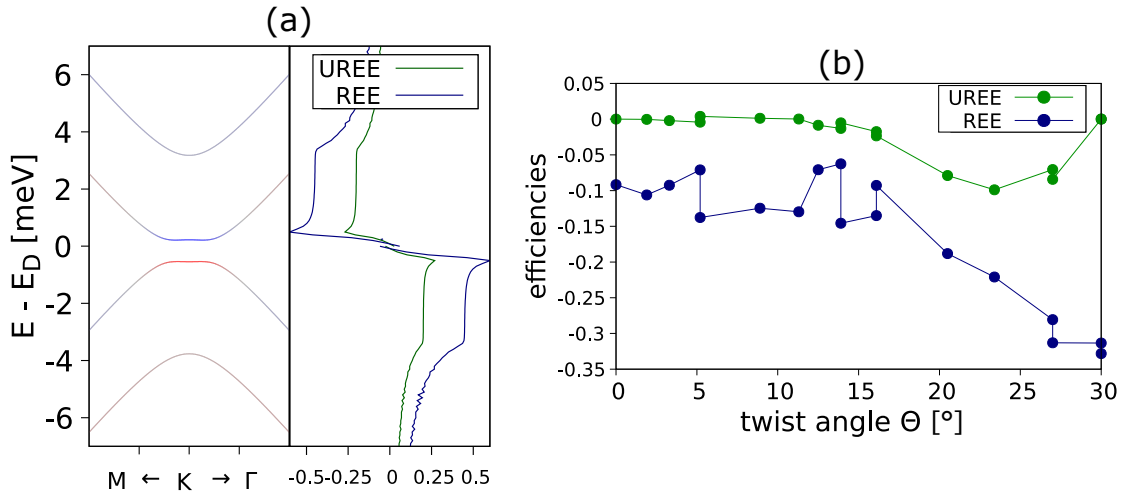 (a)
UREE
REE
6
4
2
0
-2
-4
-6
E - E_D [meV]
M ← K → Γ
-0.5 -0.25 0 0.25 0.5
(b)
UREE
REE
0.05
0
-0.05
-0.1
-0.15
-0.2
-0.25
-0.3
-0.35
efficiencies
0 5 10 15 20 25 30
twist angle Θ [°]